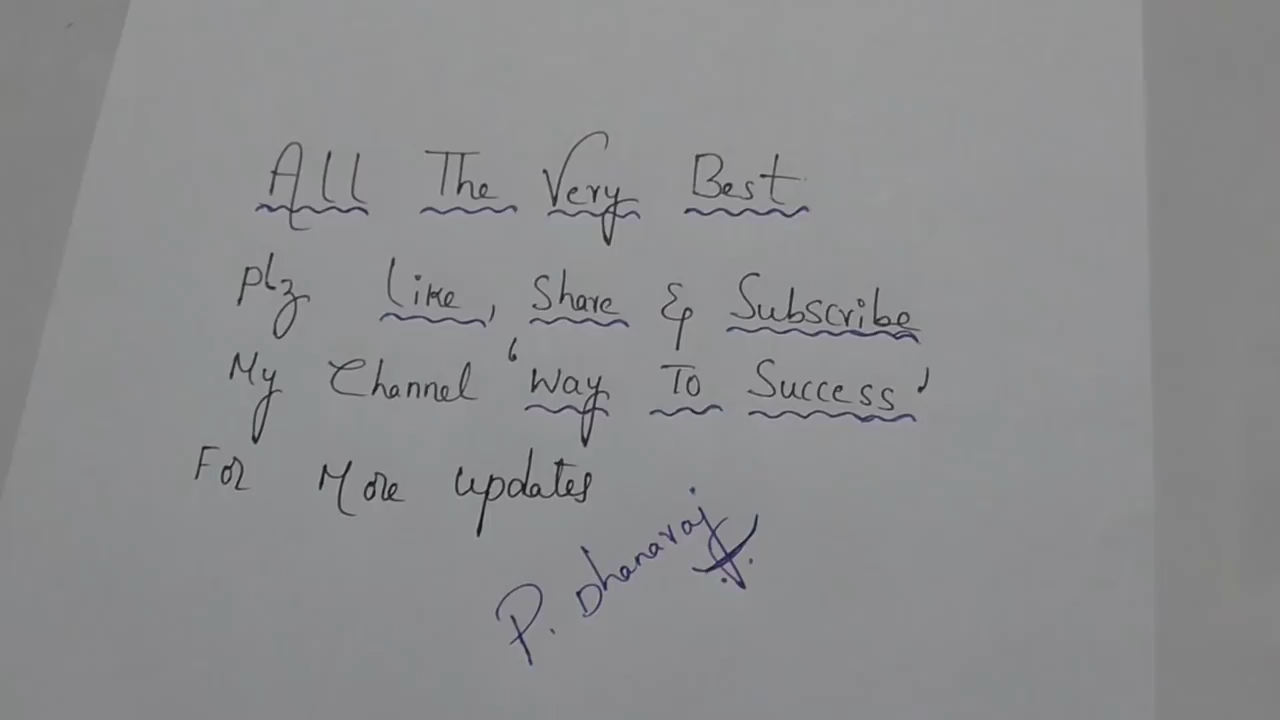 All The Very Best
Plz Like, Share & Subscribe
My Channel 'Way To Success'
For More updates
P. Dhanaraj